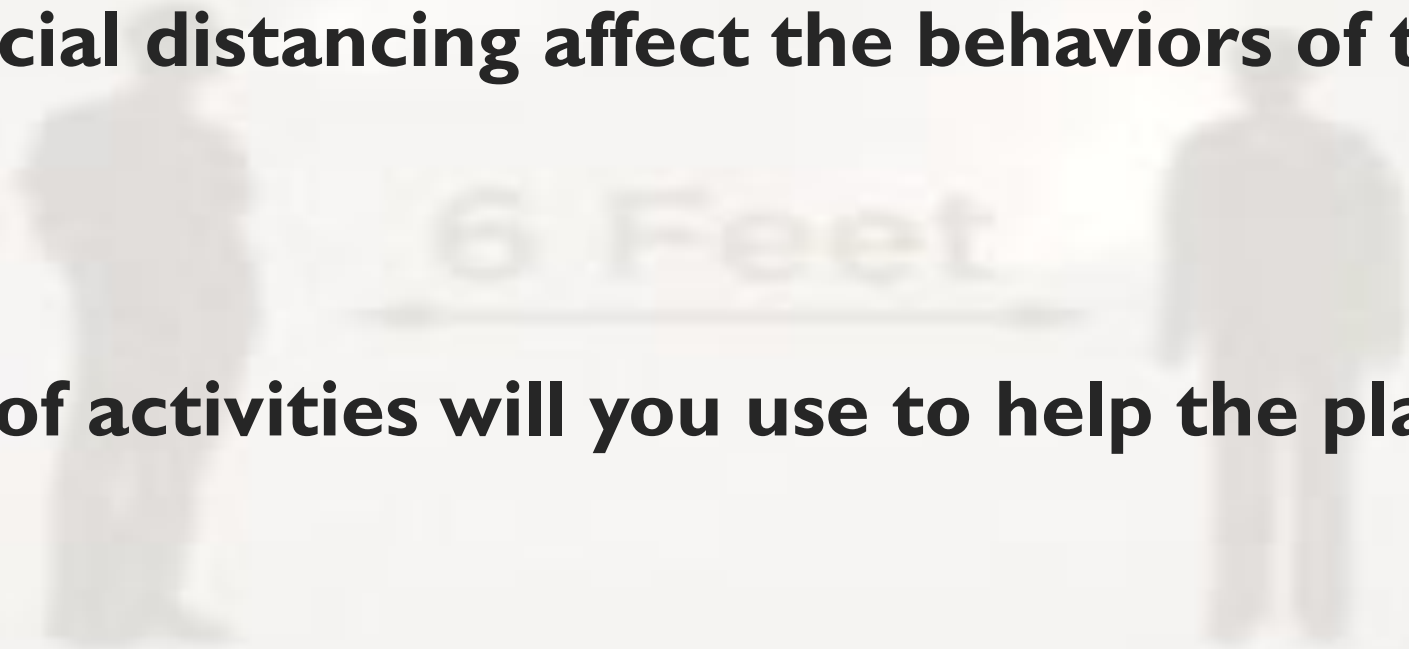 cial distancing affect the behaviors of t
6 Feet
of activities will you use to help the pla